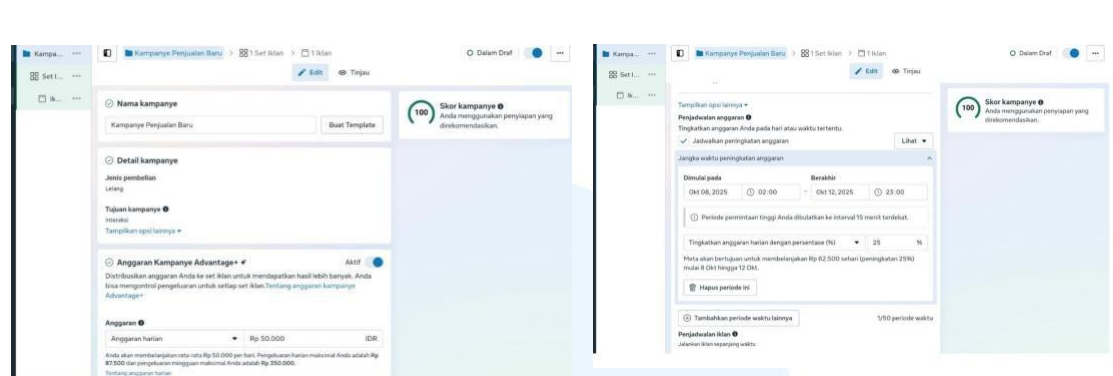 Kampa... ...
Kampanye Penjualan Baru > 1 Set Iklan > 1 Iklan
Dalam Draf
Set I... ...
Edit
Tinjau
Ik... ...
Nama kampanye
Kampanye Penjualan Baru
Buat Template
100
Skor kampanye
Anda menggunakan penyiapan yang
direkomendasikan.
Detail kampanye
Jenis pembelian
Lelang
Tujuan kampanye
Interaksi
Tampilkan opsi lainnya
Anggaran Kampanye Advantage+
Aktif
Distribusikan anggaran Anda ke set iklan untuk mendapatkan hasil lebih banyak. Anda
bisa mengontrol pengeluaran untuk setiap set iklan.Tentang anggaran kampanye
Advantage+
Anggaran
Anggaran harian
Rp 50.000
IDR
Anda akan membelanjakan rata-rata Rp 50.000 per hari. Pengeluaran harian maksimal Anda adalah Rp
87.500 dan pengeluaran mingguan maksimal Anda adalah Rp 350.000.
Tentang anggaran harian
Kampa... ...
Kampanye Penjualan Baru > 1 Set Iklan > 1 Iklan
Dalam Draf
Set I... ...
Edit
Tinjau
Ik... ...
Tampilkan opsi lainnya
Penjadwalan anggaran
Tingkatkan anggaran Anda pada hari atau waktu tertentu.
Jadwalkan peningkatan anggaran
Lihat
Jangka waktu peningkatan anggaran
Dimulai pada
Berakhir
Okt 08, 2025
02:00
-
Okt 12, 2025
23:00
Periode permintaan tinggi Anda dibulatkan ke interval 15 menit terdekat.
Tingkatkan anggaran harian dengan persentase (%)
25
%
Meta akan bertujuan untuk membelanjakan Rp 62.500 sehari (peningkatan 25%)
mulai 8 Okt hingga 12 Okt.
Hapus periode ini
Tambahkan periode waktu lainnya
1/50 periode waktu
Penjadwalan iklan
Jalankan iklan sepanjang waktu
100
Skor kampanye
Anda menggunakan penyiapan yang
direkomendasikan.